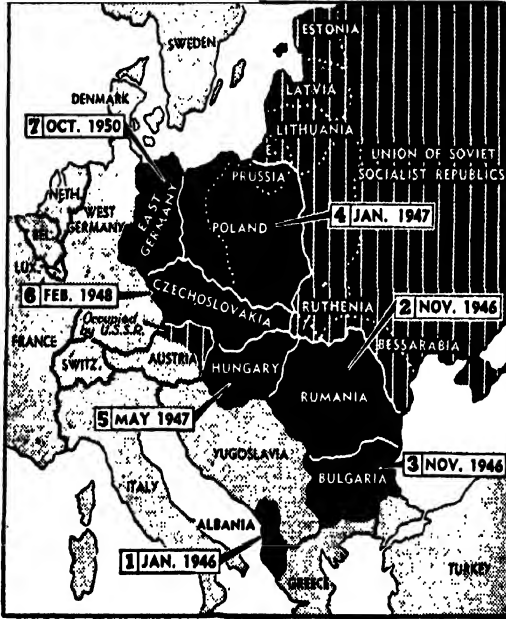 ESTONIA
SWEDEN
LATVIA
DENMARK
LITHUANIA
7 OCT. 1950
UNION OF SOVIET
SOCIALIST REPUBLICS
E.
PRUSSIA
NETH.
WEST
GERMANY
EAST
GERMANY
POLAND
4 JAN. 1947
BEL.
LUX.
6 FEB. 1948
CZECHOSLOVAKIA
RUTHENIA
2 NOV. 1946
Occupied
by U.S.S.R.
BESSARABIA
FRANCE
SWITZ.
AUSTRIA
HUNGARY
RUMANIA
5 MAY 1947
YUGOSLAVIA
BULGARIA
3 NOV. 1946
ITALY
ALBANIA
1 JAN. 1946
GREECE
TURKEY